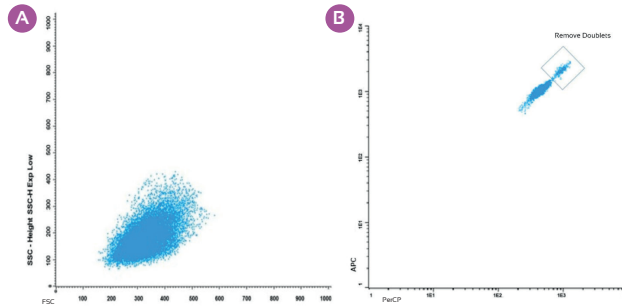 A
SSC - Height SSC-H Exp Low
1000
900
800
700
600
500
400
300
200
100
FSC
100 200 300 400 500 600 700 800 900 1000
B
Remove Doublets
APC
1E4
1E3
1E2
1E1
1
1 1E1 1E2 1E3
PerCP